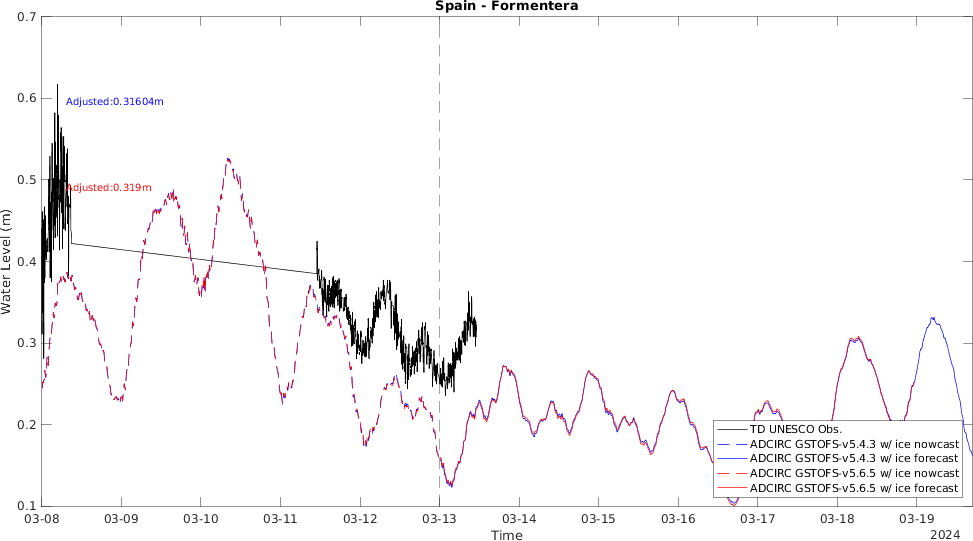 Spain - Formentera
0.7
0.6
0.5
0.4
0.3
0.2
0.1
Water Level (m)
Adjusted:0.31604m
Adjusted:0.319m
TD UNESCO Obs.
ADCIRC GSTOFS-v5.4.3 w/ ice nowcast
ADCIRC GSTOFS-v5.4.3 w/ ice forecast
ADCIRC GSTOFS-v5.6.5 w/ ice nowcast
ADCIRC GSTOFS-v5.6.5 w/ ice forecast
03-08 03-09 03-10 03-11 03-12 03-13 03-14 03-15 03-16 03-17 03-18 03-19
Time
2024